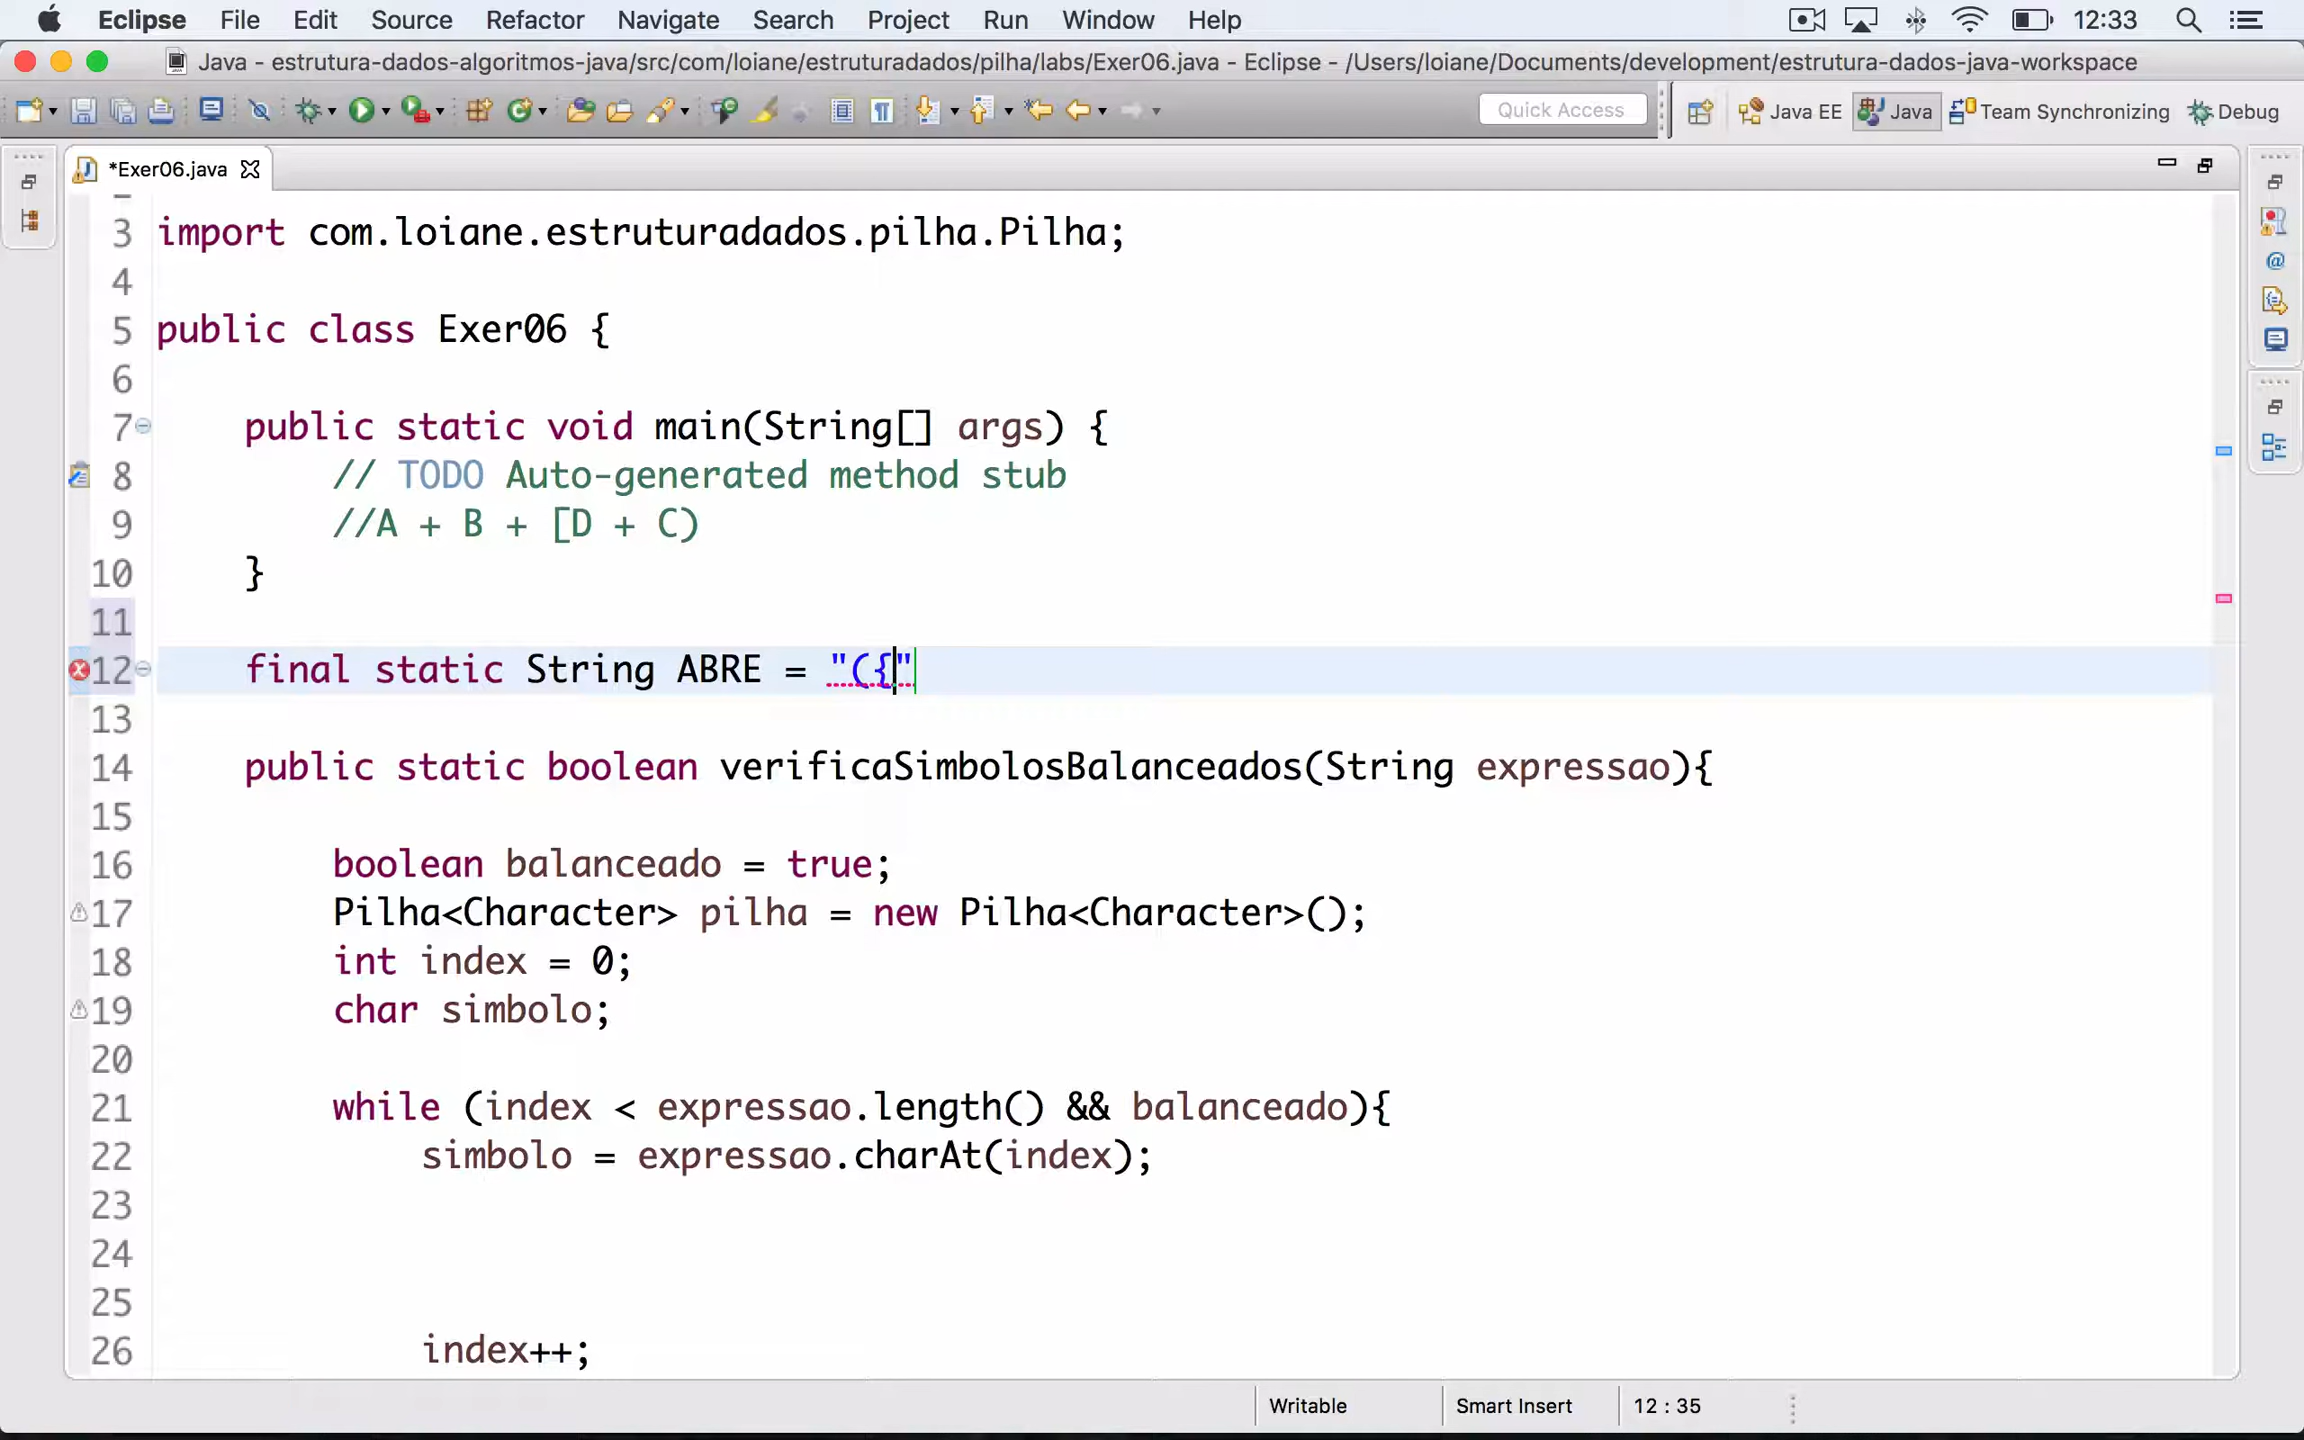 Eclipse File Edit Source Refactor Navigate Search Project Run Window Help 12:33
Java - estrutura-dados-algoritmos-java/src/com/loiane/estruturadados/pilha/labs/Exer06.java - Eclipse - /Users/loiane/Documents/development/estrutura-dados-java-workspace
Quick Access Java EE Java Team Synchronizing Debug
*Exer06.java
3 import com.loiane.estruturadados.pilha.Pilha;
4
5 public class Exer06 {
6
7 public static void main(String[] args) {
8 // TODO Auto-generated method stub
9 //A + B + [D + C)
10 }
11
12 final static String ABRE = "({"
13
14 public static boolean verificaSimbolosBalanceados(String expressao){
15
16 boolean balanceado = true;
17 Pilha<Character> pilha = new Pilha<Character>();
18 int index = 0;
19 char simbolo;
20
21 while (index < expressao.length() && balanceado){
22 simbolo = expressao.charAt(index);
23
24
25
26 index++;
Writable Smart Insert 12 : 35